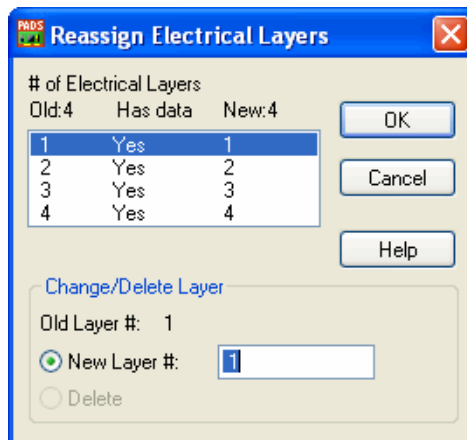 PADS Reassign Electrical Layers
# of Electrical Layers
Old:4 Has data New:4
1 Yes 1
2 Yes 2
3 Yes 3
4 Yes 4
OK
Cancel
Help
Change/Delete Layer
Old Layer #: 1
New Layer #: 1
Delete